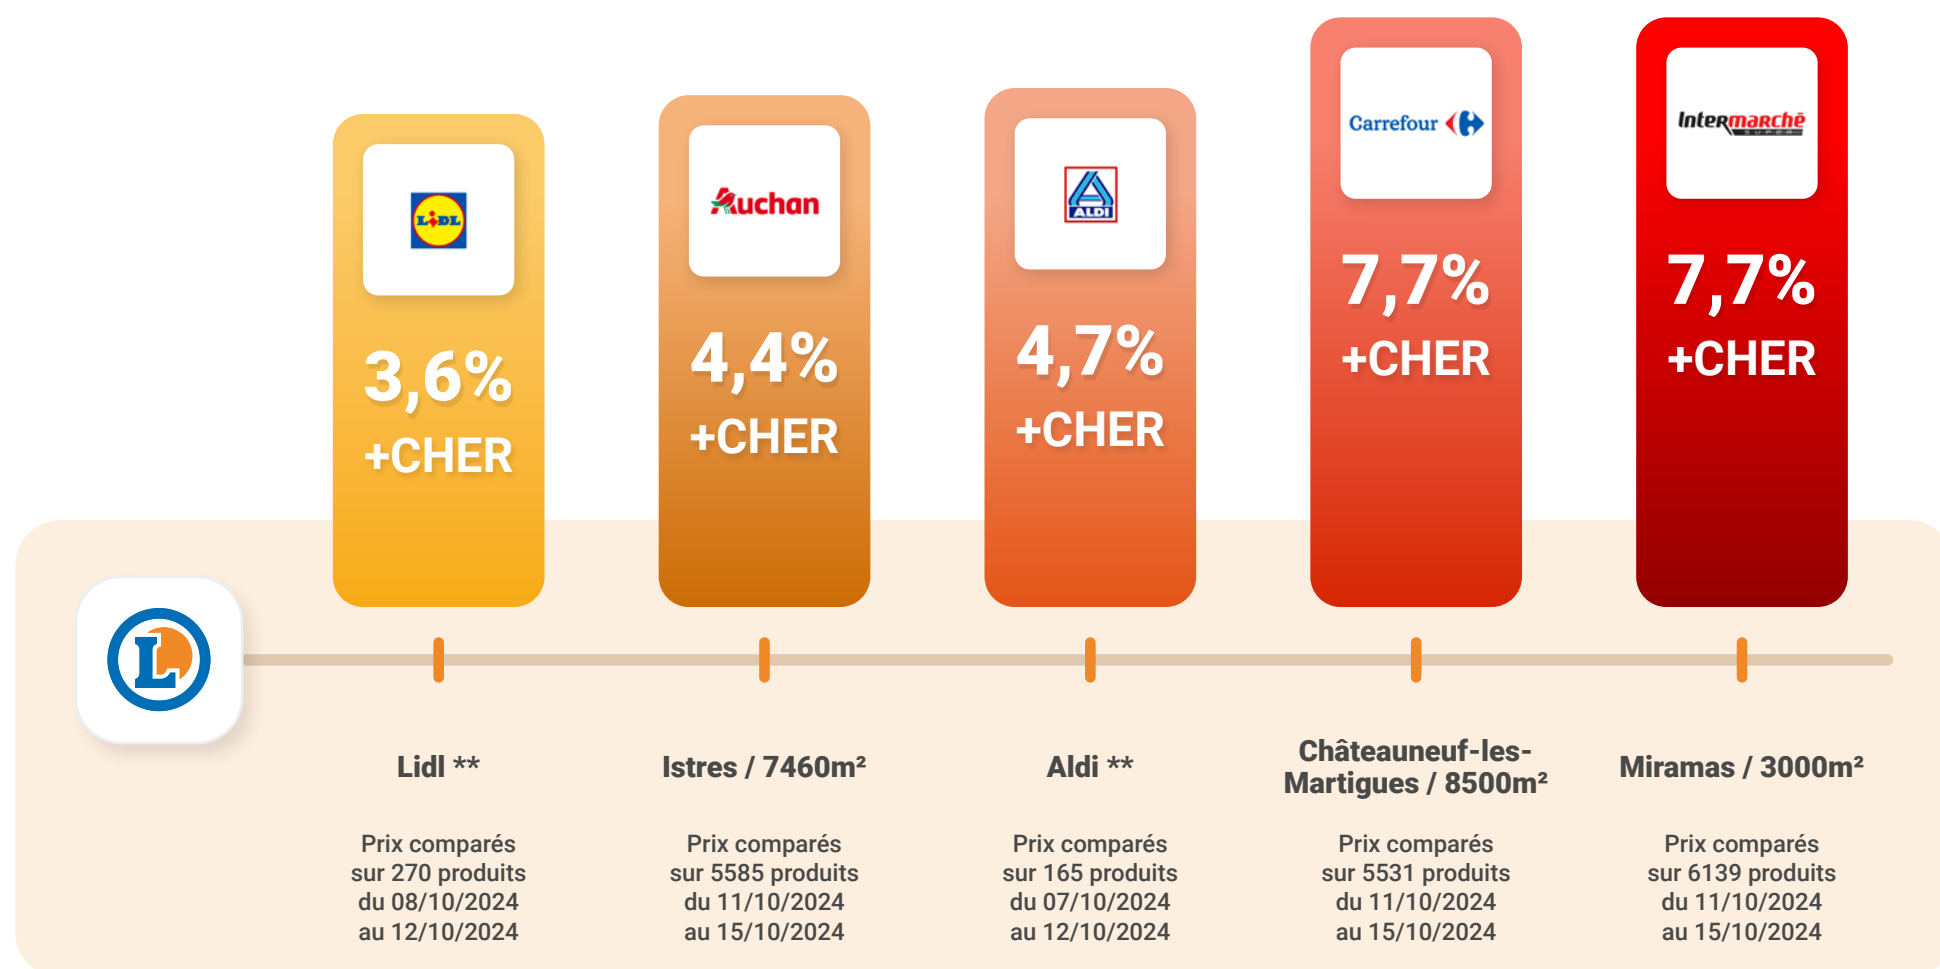 LIDL
3,6%
+CHER
Auchan
4,4%
+CHER
ALDI
4,7%
+CHER
Carrefour
7,7%
+CHER
Intermarchē
SUPER
7,7%
+CHER
L
Lidl **
Prix comparés
sur 270 produits
du 08/10/2024
au 12/10/2024
Istres / 7460m²
Prix comparés
sur 5585 produits
du 11/10/2024
au 15/10/2024
Aldi **
Prix comparés
sur 165 produits
du 07/10/2024
au 12/10/2024
Châteauneuf-les-
Martigues / 8500m²
Prix comparés
sur 5531 produits
du 11/10/2024
au 15/10/2024
Miramas / 3000m²
Prix comparés
sur 6139 produits
du 11/10/2024
au 15/10/2024